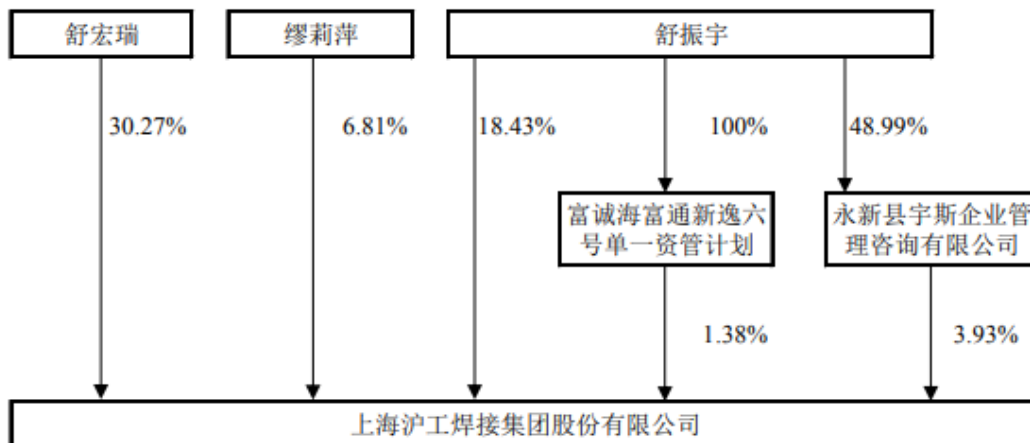 舒宏瑞
缪莉萍
舒振宇
30.27%
6.81%
18.43%
100%
48.99%
富诚海富通新逸六
号单一资管计划
永新县宇斯企业管
理咨询有限公司
1.38%
3.93%
上海沪工焊接集团股份有限公司